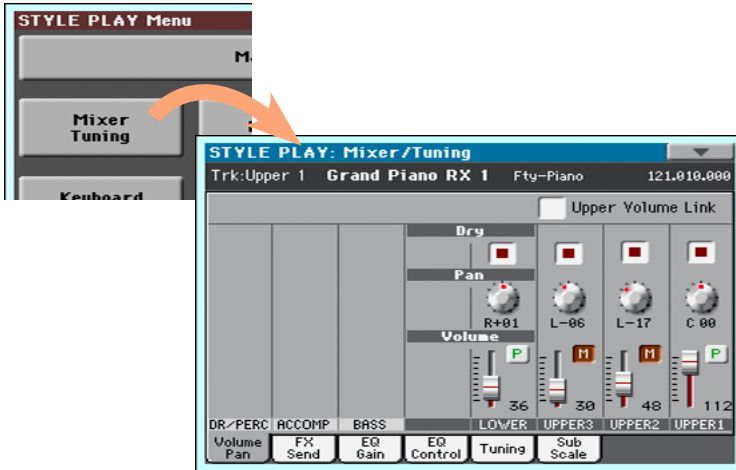 STYLE PLAY Menu
Mixer
Tuning
Keyboard
STYLE PLAY: Mixer/Tuning
Trk:Upper 1 Grand Piano RX 1 Fty-Piano 121.010.000
Upper Volume Link
Dry
Pan
R+01 L-06 L-17 C 00
Volume
P M M P
36 30 48 112
DR/PERC ACCOMP BASS LOWER UPPER3 UPPER2 UPPER1
Volume Pan FX Send EQ Gain EQ Control Tuning Sub Scale